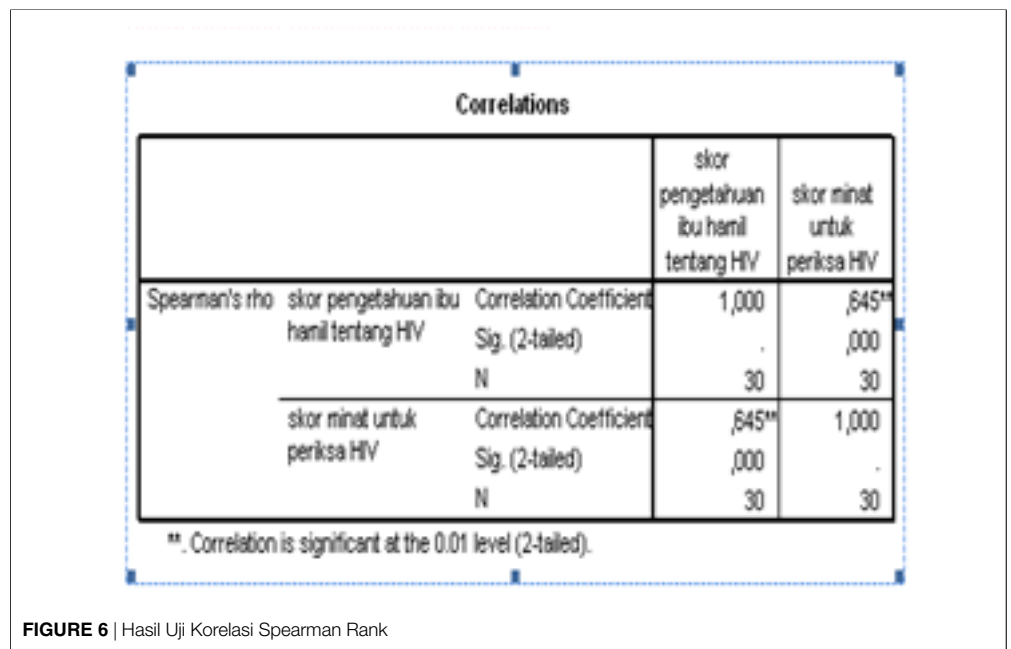 Correlations
skor
pengetahuan
ibu hamil
tentang HIV
skor minat
untuk
periksa HIV
Spearman's rho skor pengetahuan ibu Correlation Coefficient 1,000 ,645**
hamil tentang HIV Sig. (2-tailed) . ,000
N 30 30
skor minat untuk Correlation Coefficient ,645** 1,000
periksa HIV Sig. (2-tailed) ,000 .
N 30 30
**. Correlation is significant at the 0.01 level (2-tailed).
FIGURE 6 | Hasil Uji Korelasi Spearman Rank